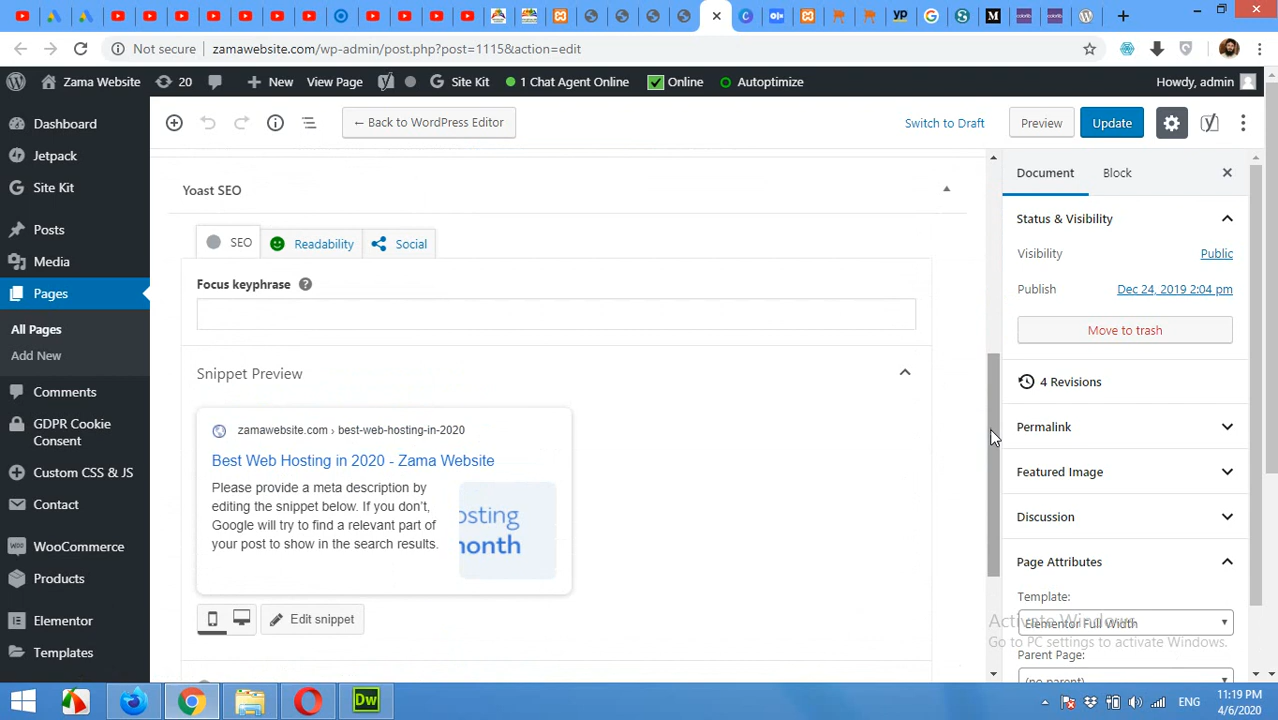 Not secure
zamawebsite.com/wp-admin/post.php?post=1115&action=edit
Zama Website
20
New
View Page
Site Kit
1 Chat Agent Online
Online
Autoptimize
Howdy, admin
Dashboard
Jetpack
Site Kit
Posts
Media
Pages
All Pages
Add New
Comments
GDPR Cookie
Consent
Custom CSS & JS
Contact
WooCommerce
Products
Elementor
Templates
← Back to WordPress Editor
Switch to Draft
Preview
Update
Yoast SEO
SEO
Readability
Social
Focus keyphrase
Snippet Preview
zamawebsite.com › best-web-hosting-in-2020
Best Web Hosting in 2020 - Zama Website
Please provide a meta description by
editing the snippet below. If you don't,
Google will try to find a relevant part of
your post to show in the search results.
osting
month
Edit snippet
Document
Block
Status & Visibility
Visibility
Public
Publish
Dec 24, 2019 2:04 pm
Move to trash
4 Revisions
Permalink
Featured Image
Discussion
Page Attributes
Template:
Elementor Full Width
Activate Windows
Go to PC settings to activate Windows.
Parent Page:
(no parent)
Dw
ENG
11:19 PM
4/6/2020